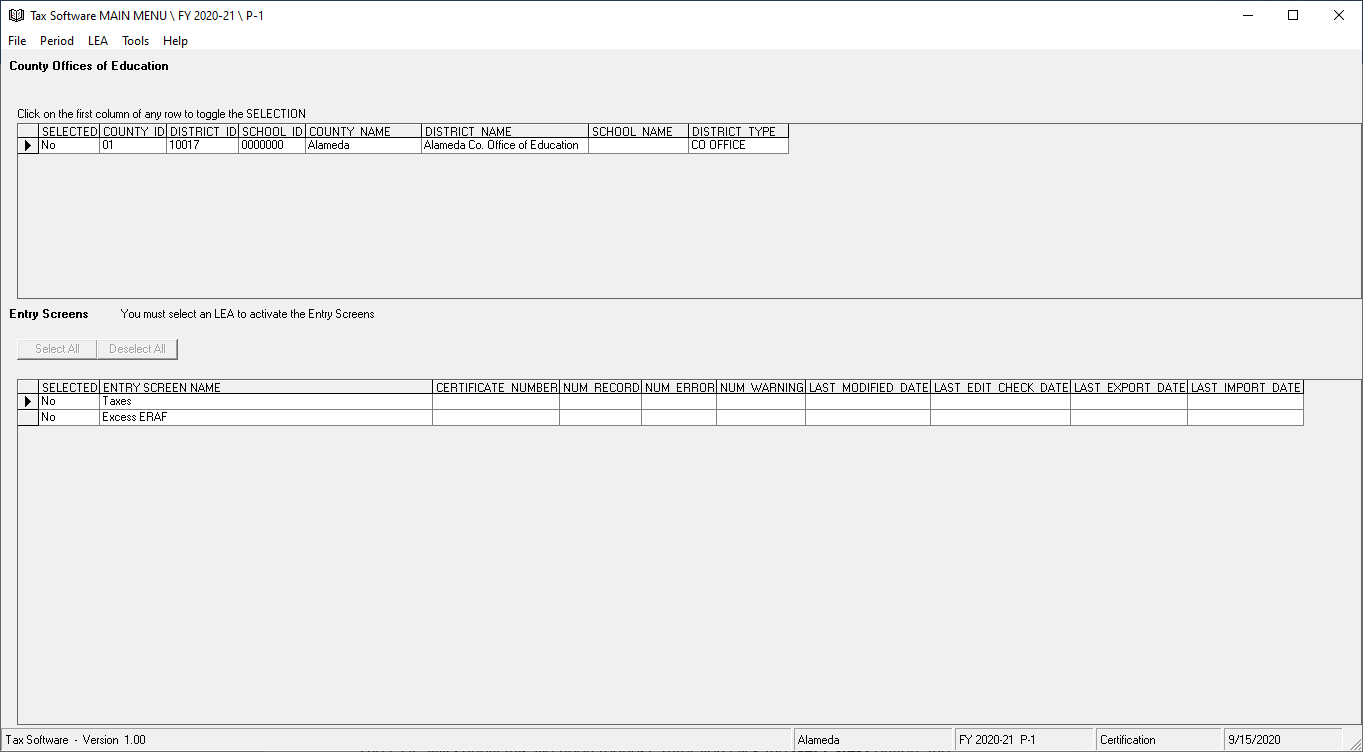 Tax Software MAIN MENU \ FY 2020-21 \ P-1
File Period LEA Tools Help
County Offices of Education
Click on the first column of any row to toggle the SELECTION
SELECTED COUNTY_ID DISTRICT_ID SCHOOL_ID COUNTY_NAME DISTRICT_NAME SCHOOL_NAME DISTRICT_TYPE
No 01 10017 0000000 Alameda Alameda Co. Office of Education CO OFFICE
Entry Screens You must select an LEA to activate the Entry Screens
Select All Deselect All
SELECTED ENTRY SCREEN NAME CERTIFICATE_NUMBER NUM_RECORD NUM_ERROR NUM_WARNING LAST_MODIFIED_DATE LAST_EDIT_CHECK_DATE LAST_EXPORT_DATE LAST_IMPORT_DATE
No Taxes
No Excess ERAF
Tax Software - Version 1.00 Alameda FY 2020-21 P-1 Certification 9/15/2020